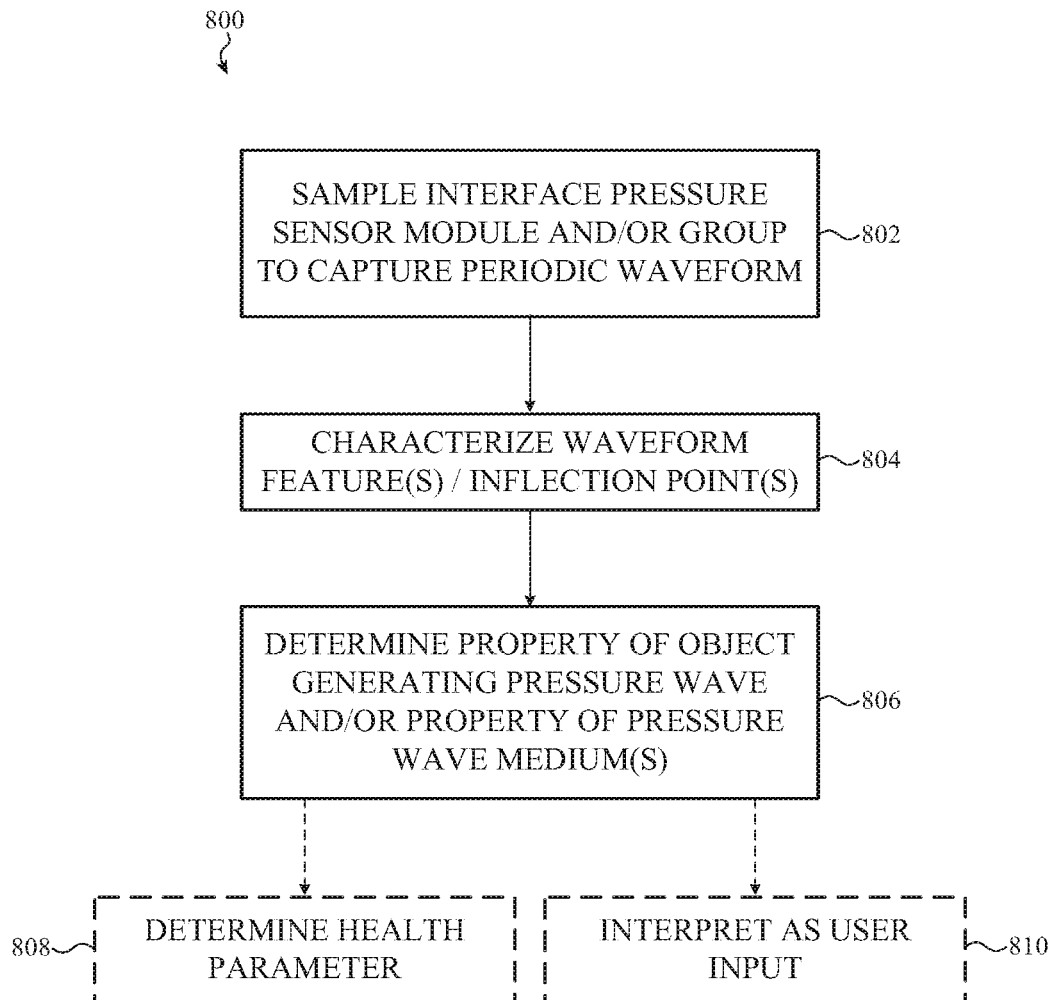 800
SAMPLE INTERFACE PRESSURE
SENSOR MODULE AND/OR GROUP
TO CAPTURE PERIODIC WAVEFORM
802
CHARACTERIZE WAVEFORM
FEATURE(S) / INFLECTION POINT(S)
804
DETERMINE PROPERTY OF OBJECT
GENERATING PRESSURE WAVE
AND/OR PROPERTY OF PRESSURE
WAVE MEDIUM(S)
806
808
DETERMINE HEALTH
PARAMETER
INTERPRET AS USER
INPUT
810